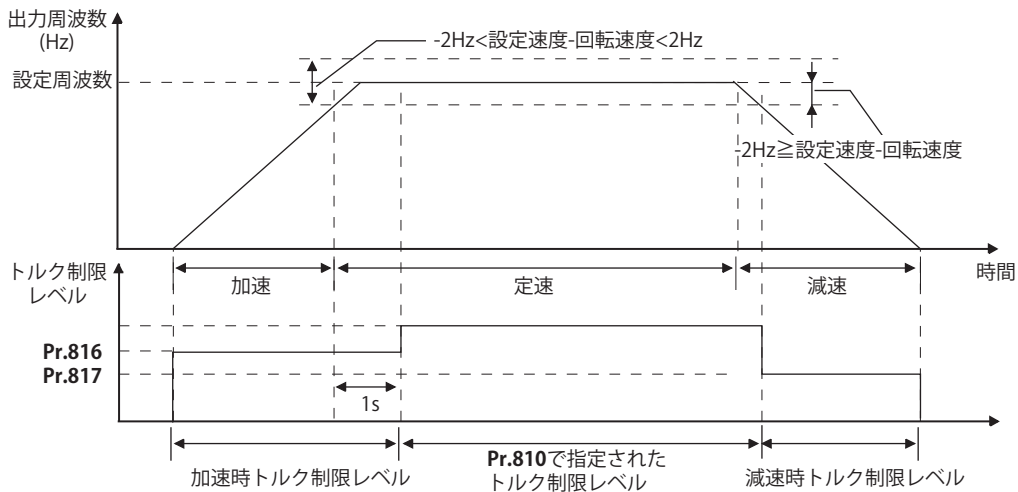 出力周波数
(Hz)
-2Hz<設定速度-回転速度<2Hz
設定周波数
-2Hz≧設定速度-回転速度
トルク制限
レベル
加速
定速
減速
時間
Pr.816
Pr.817
1s
加速時トルク制限レベル
Pr.810で指定された
トルク制限レベル
減速時トルク制限レベル